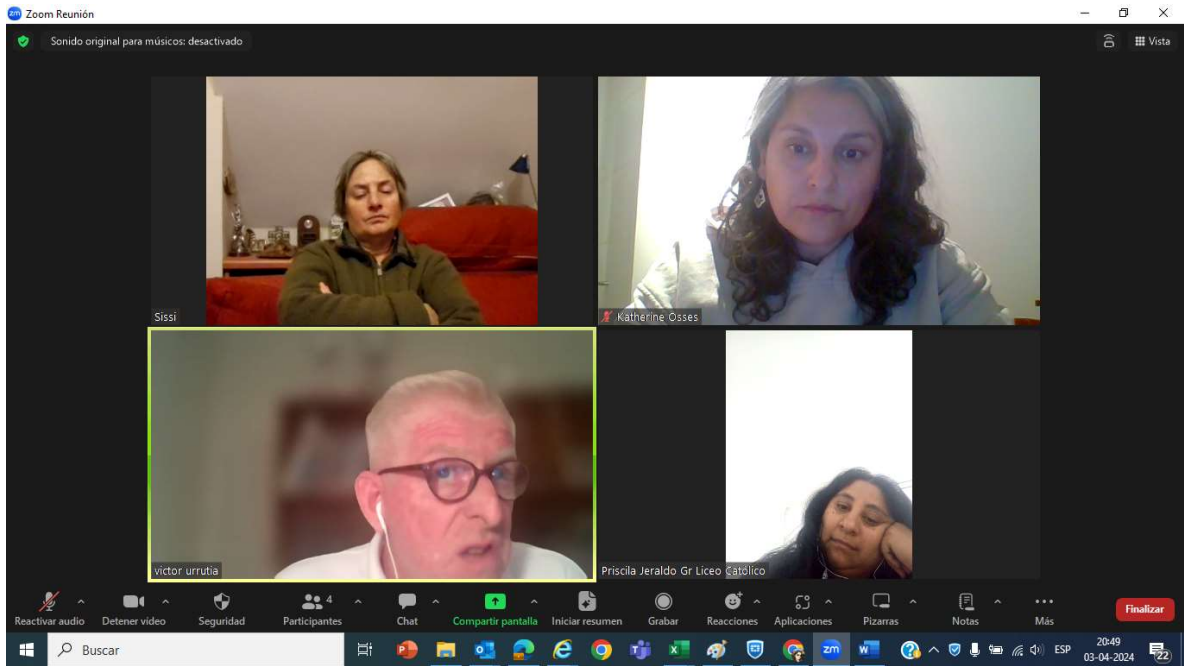 zm Zoom Reunión
Sonido original para músicos: desactivado
Vista
Sissi
Katherine Osses
victor urrutia
Priscila Jeraldo Gr Liceo Católico
Reactivar audio
Detener video
Seguridad
4
Participantes
Chat
Compartir pantalla
Iniciar resumen
Grabar
Reacciones
Aplicaciones
Pizarras
Notas
Más
Finalizar
Buscar
zm
ESP
20:49
03-04-2024
22